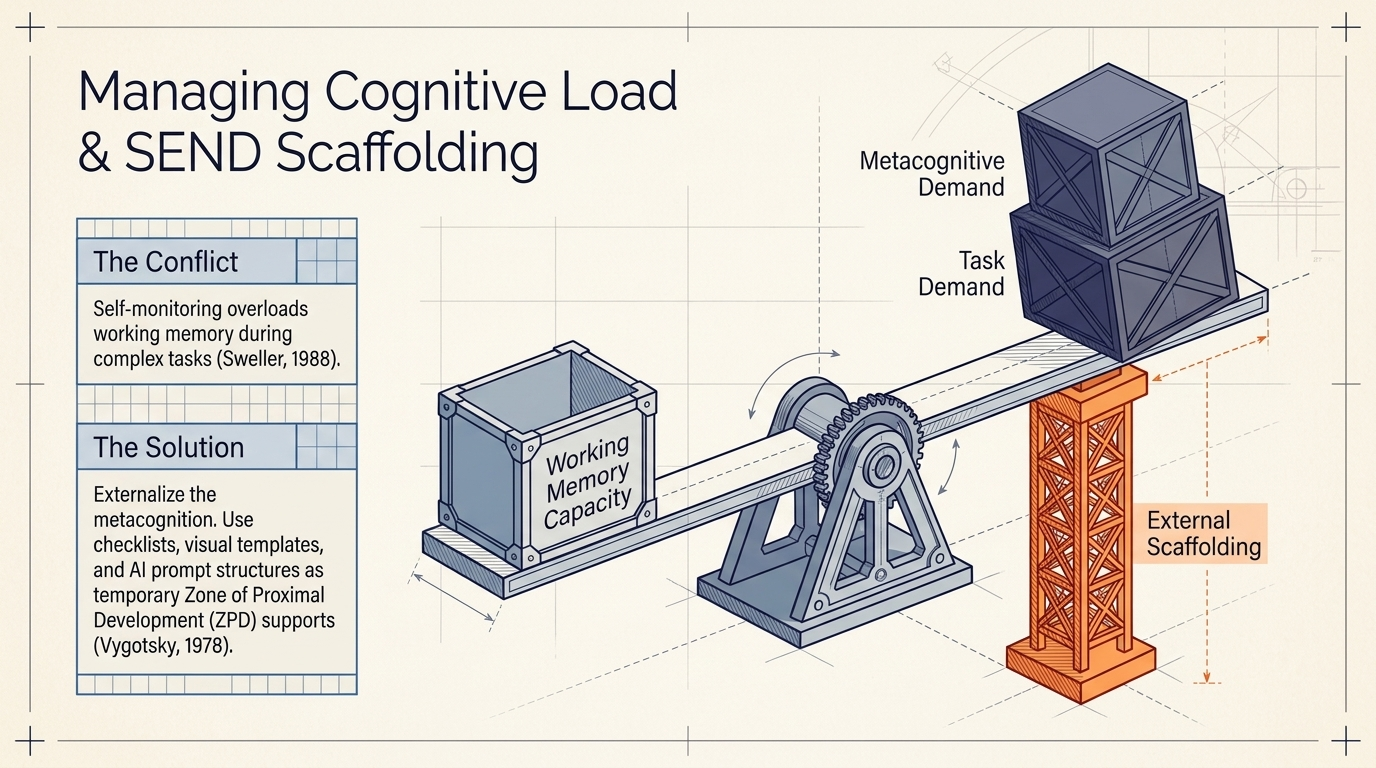 Managing Cognitive Load
& SEND Scaffolding
The Conflict
Self-monitoring overloads
working memory during
complex tasks (Sweller, 1988).
The Solution
Externalize the
metacognition. Use
checklists, visual templates,
and AI prompt structures as
temporary Zone of Proximal
Development (ZPD) supports
(Vygotsky, 1978).
Working
Memory
Capacity
Metacognitive
Demand
Task
Demand
External
Scaffolding